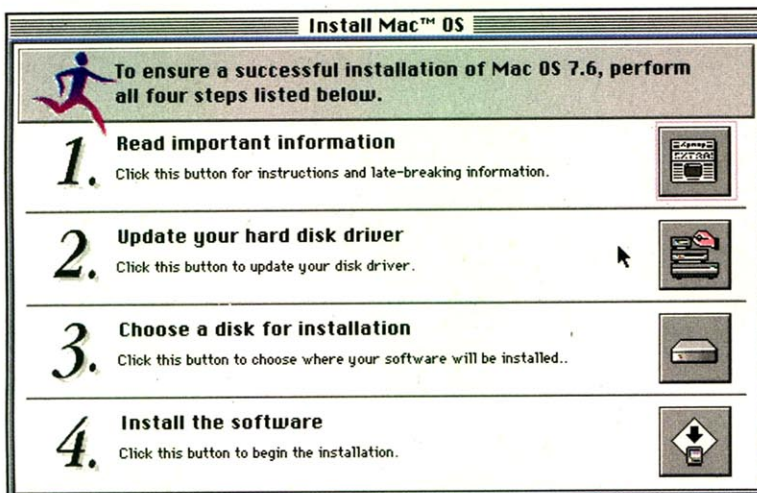 Install Mac™ OS
To ensure a successful installation of Mac OS 7.6, perform
all four steps listed below.
1.
Read important information
Click this button for instructions and late-breaking information.
EXTRA!
2.
Update your hard disk driver
Click this button to update your disk driver.
3.
Choose a disk for installation
Click this button to choose where your software will be installed..
4.
Install the software
Click this button to begin the installation.